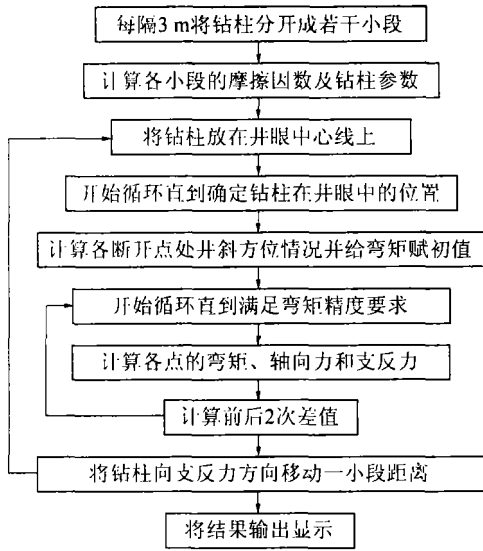 每隔3 m将钻柱分开成若干小段
计算各小段的摩擦因数及钻柱参数
将钻柱放在井眼中心线上
开始循环直到确定钻柱在井眼中的位置
计算各断开点处井斜方位情况并给弯矩赋初值
开始循环直到满足弯矩精度要求
计算各点的弯矩、轴向力和支反力
计算前后2次差值
将钻柱向支反力方向移动一小段距离
将结果输出显示